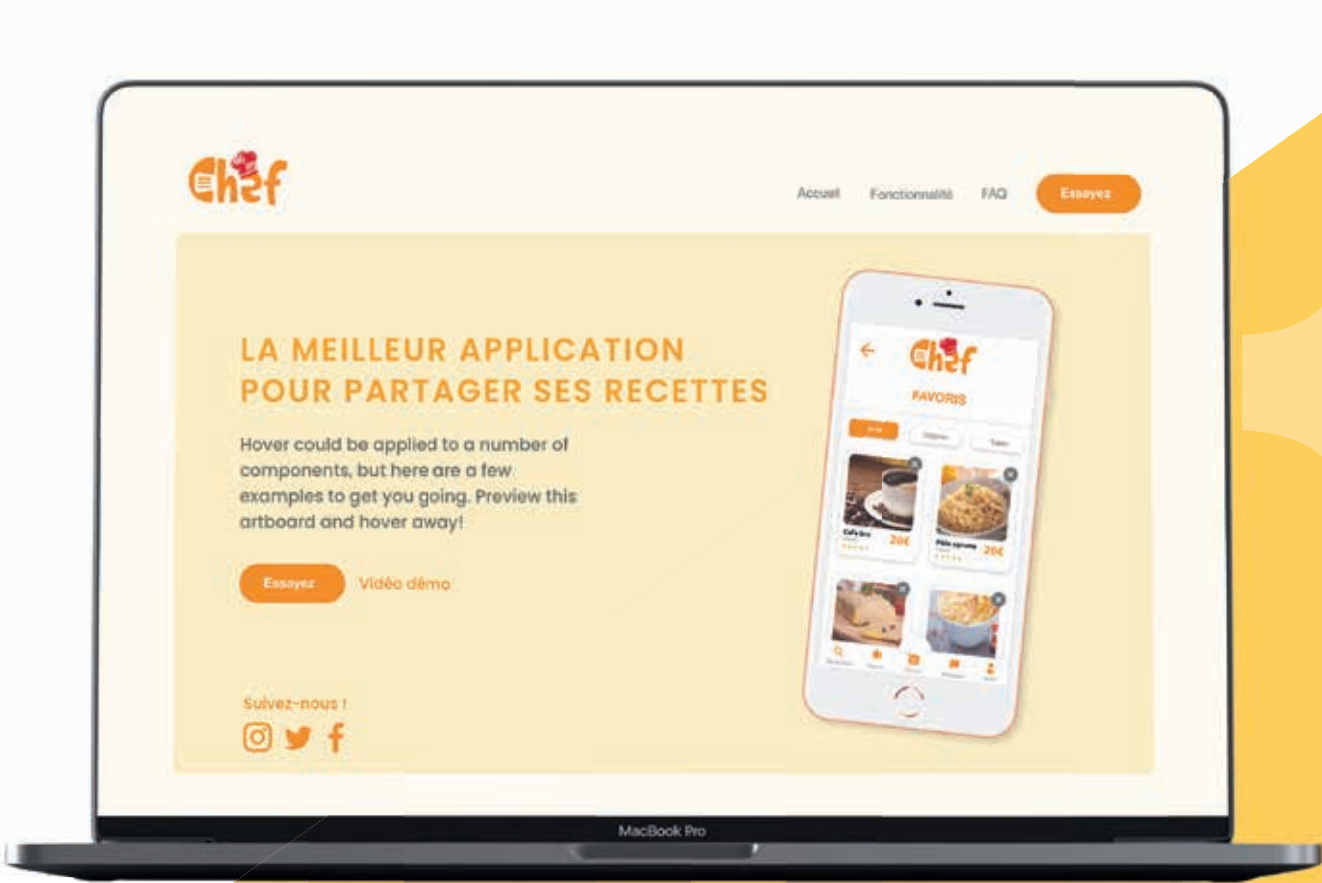 Chef
Accueil Fonctionnalité FAQ Essayez
LA MEILLEUR APPLICATION
POUR PARTAGER SES RECETTES
Hover could be applied to a number of
components, but here are a few
examples to get you going. Preview this
artboard and hover away!
Essayez Vidéo démo
Suivez-nous !
Chef
FAVORIS
20€
20€
MacBook Pro